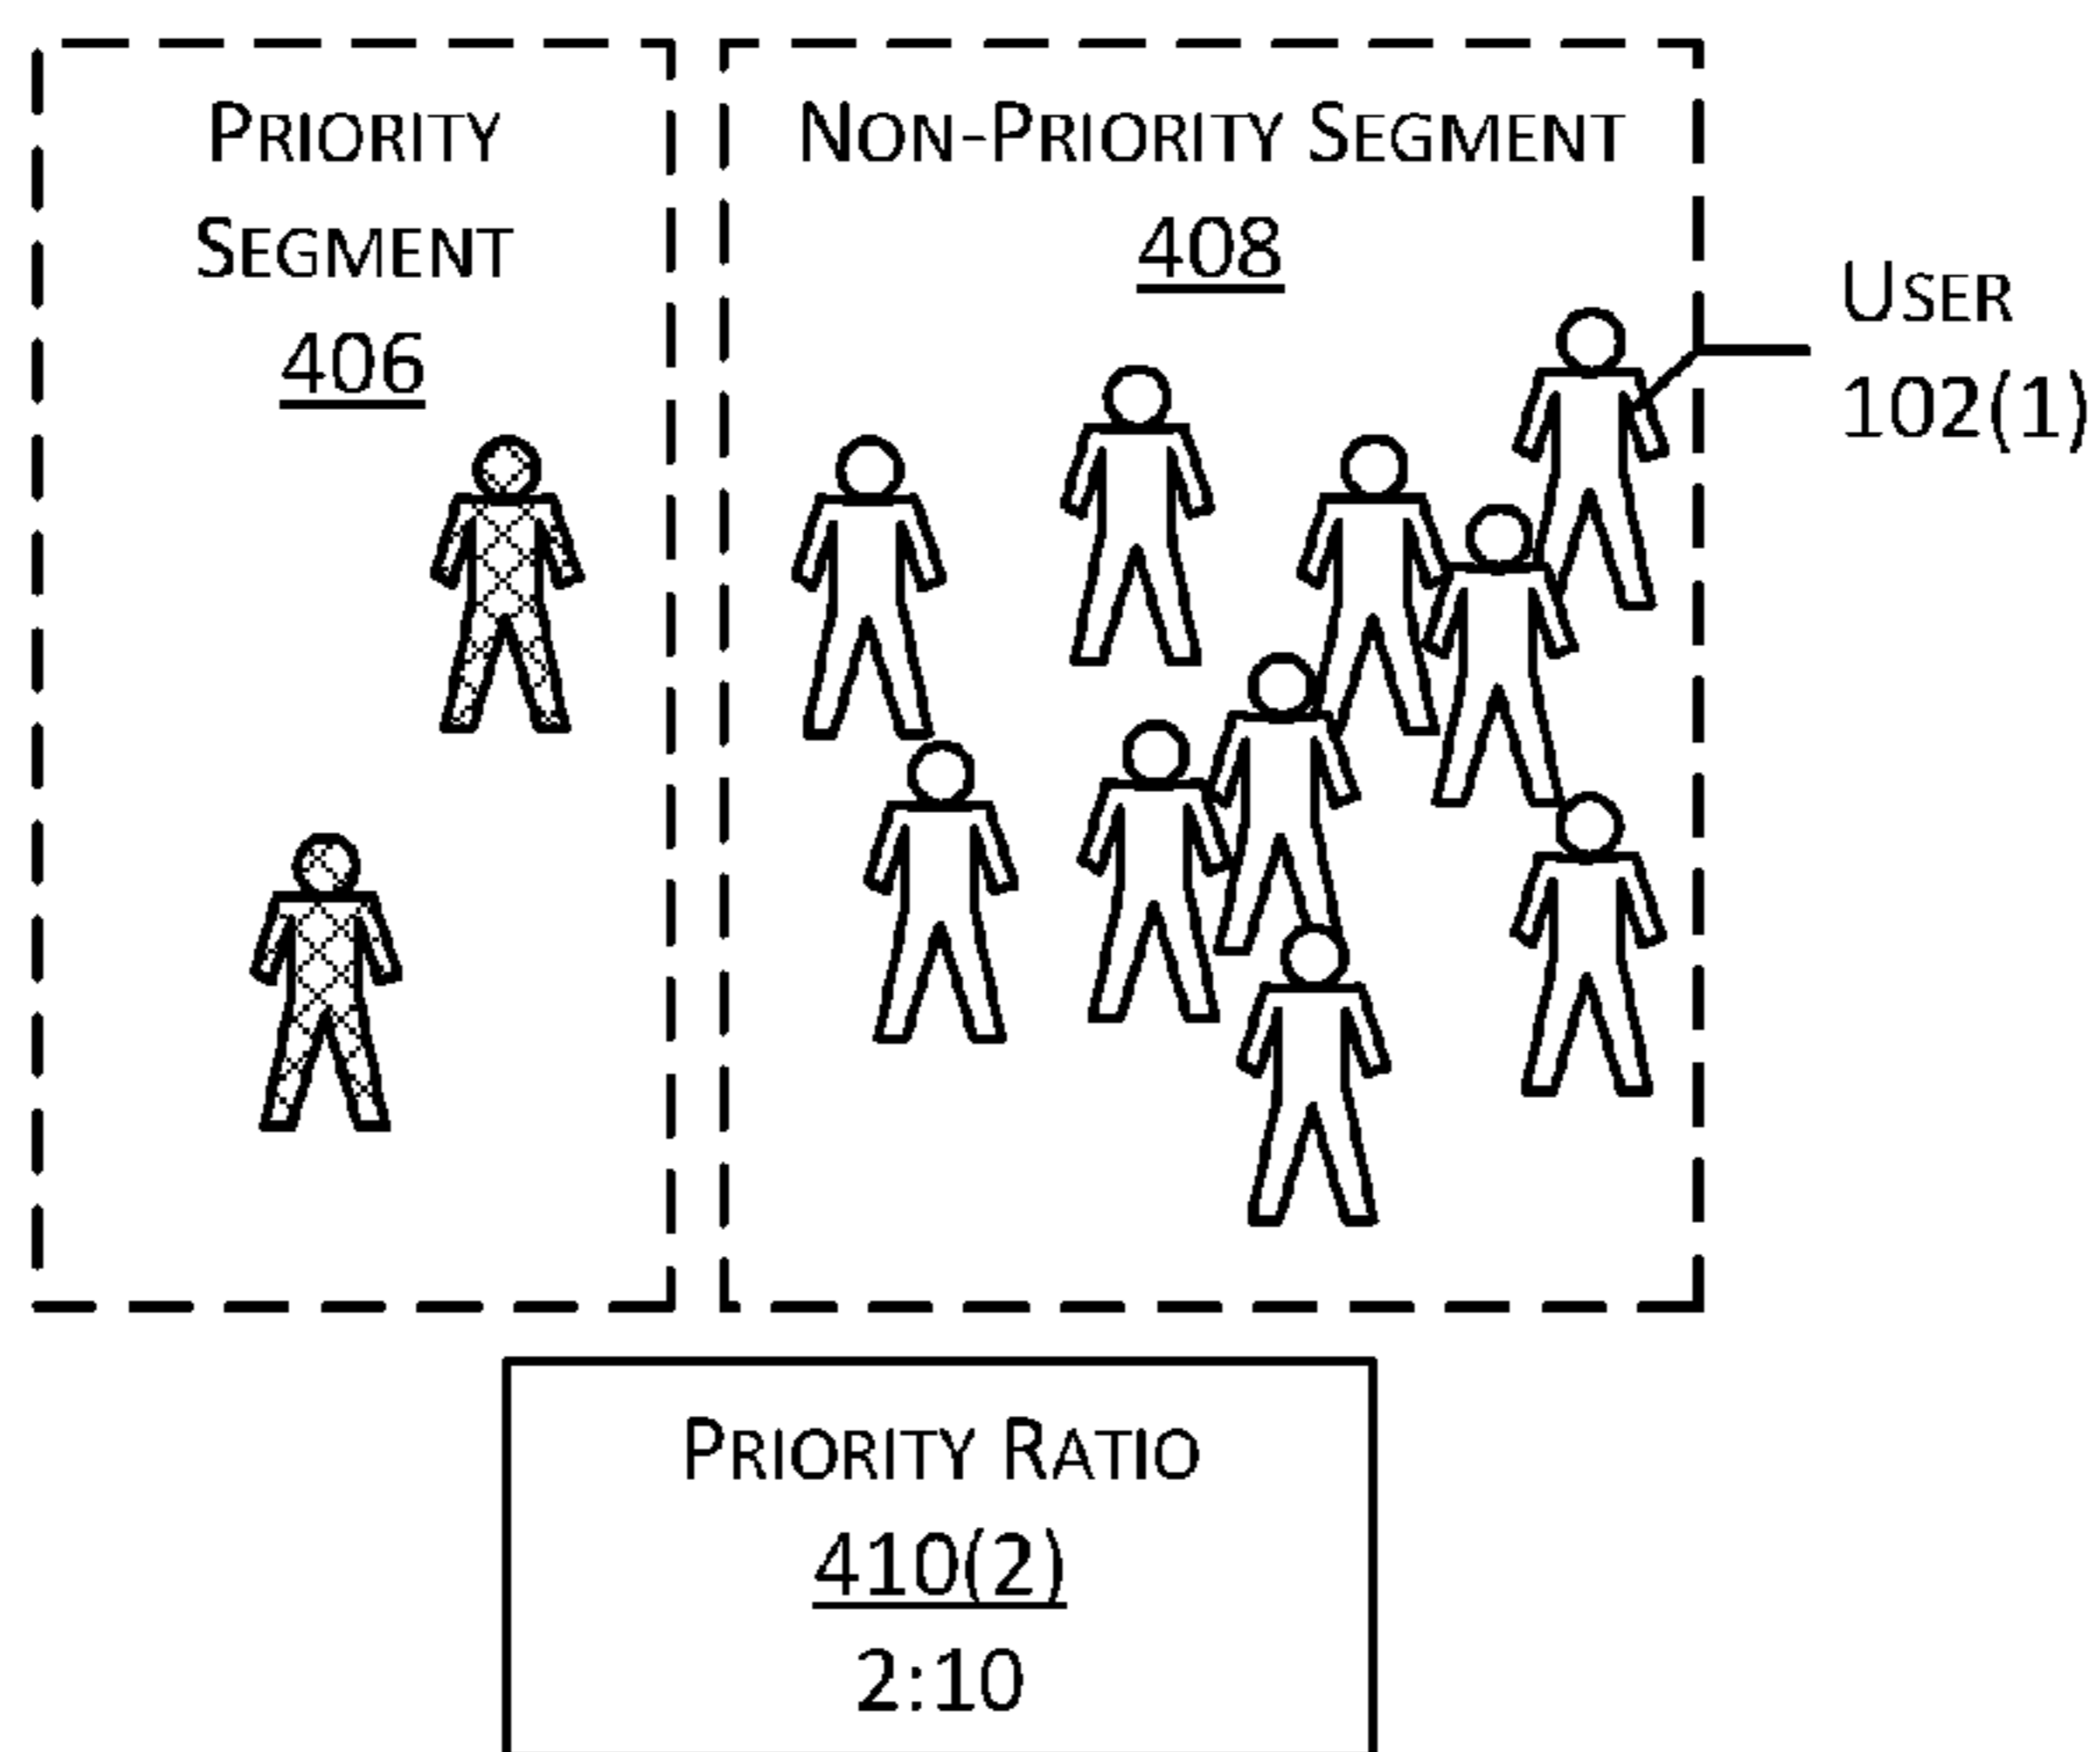 PRIORITY
SEGMENT
406
NON-PRIORITY SEGMENT
408
USER
102(1)
PRIORITY RATIO
410(2)
2:10